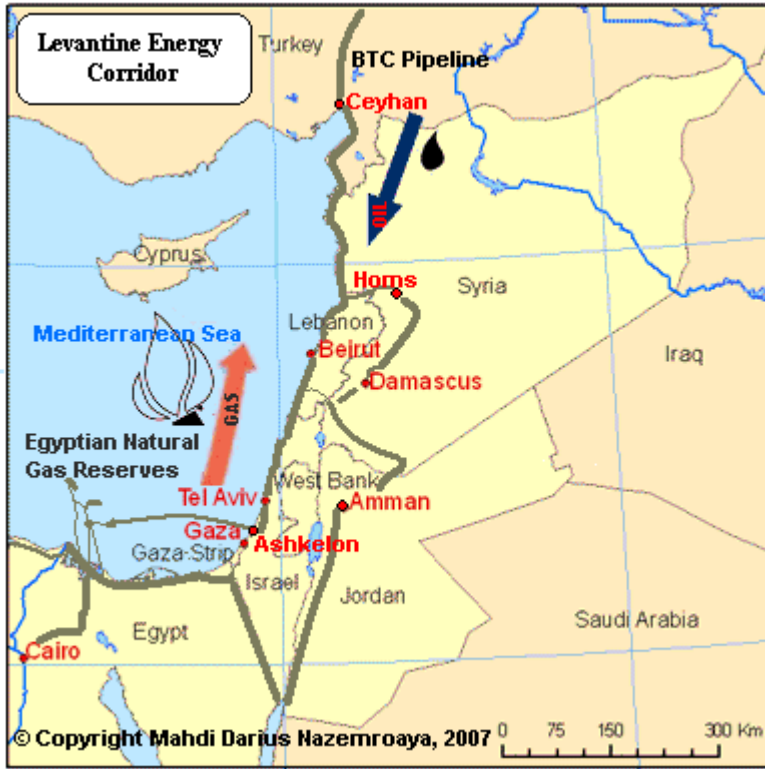 Levantine Energy
Corridor
Turkey
BTC Pipeline
Ceyhan
OIL
Cyprus
Homs
Syria
Lebanon
Mediterranean Sea
Beirut
Iraq
Damascus
GAS
Egyptian Natural
Gas Reserves
West Bank
Tel Aviv
Amman
Gaza
Ashkelon
Gaza-Strip
Israel
Jordan
Saudi Arabia
Egypt
Cairo
© Copyright Mahdi Darius Nazemroaya, 2007
0 75 150 300 Km